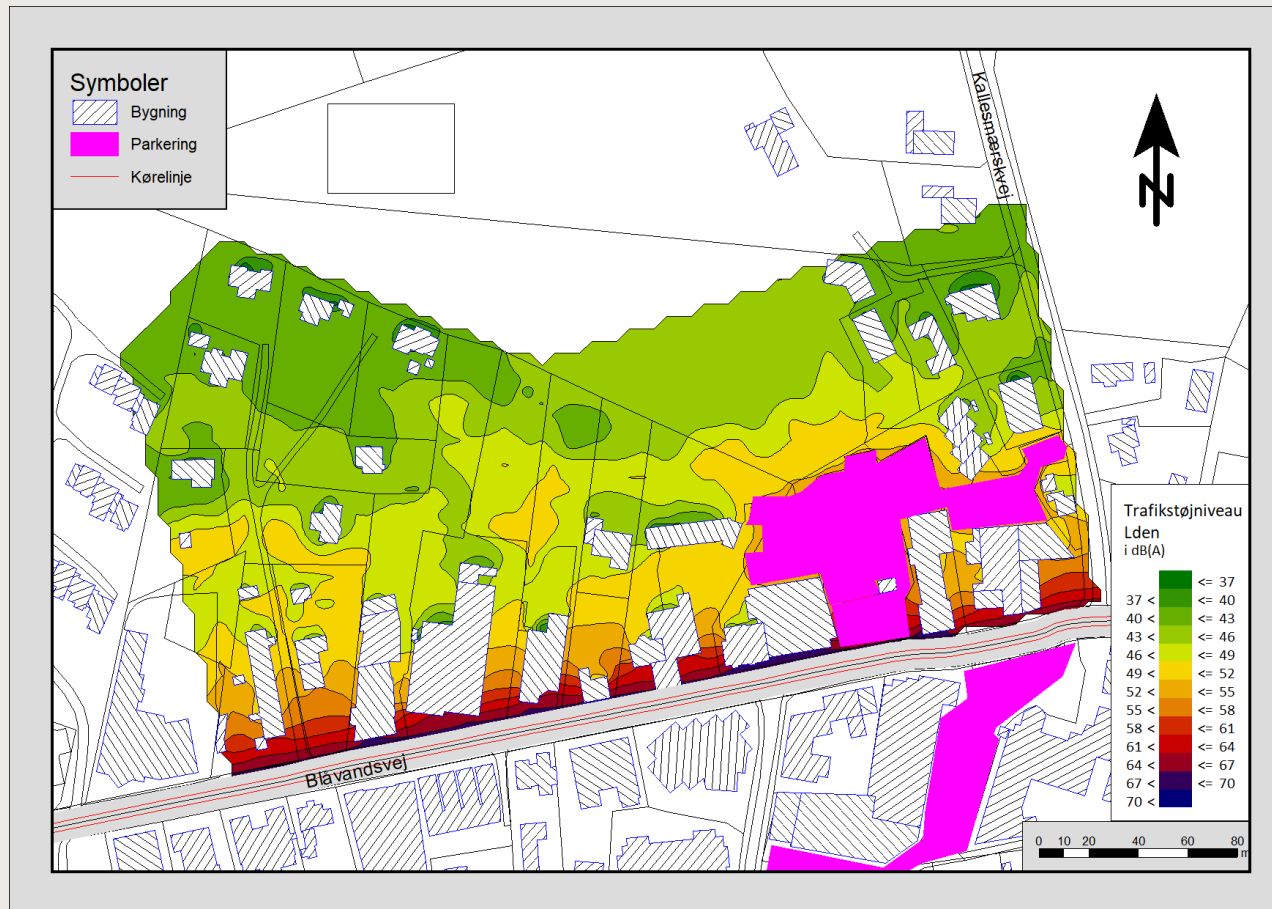 Symboler
Bygning
Parkering
Kørelinje
Kallesmærskvej
N
Blåvandsvej
Trafikstøjniveau
Lden
i dB(A)
<= 37
37 < <= 40
40 < <= 43
43 < <= 46
46 < <= 49
49 < <= 52
52 < <= 55
55 < <= 58
58 < <= 61
61 < <= 64
64 < <= 67
67 < <= 70
70 <
0 10 20 40 60 80
m